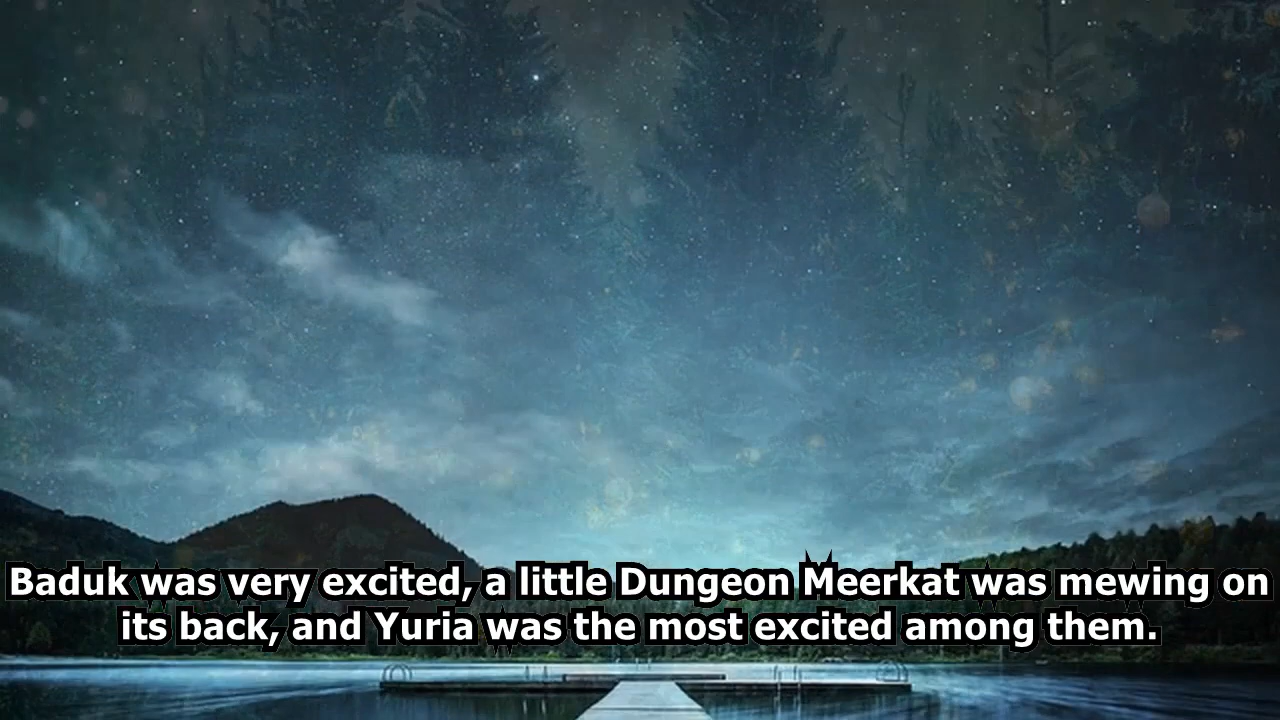 Baduk was very excited, a little Dungeon Meerkat was mewing on
its back, and Yuria was the most excited among them.